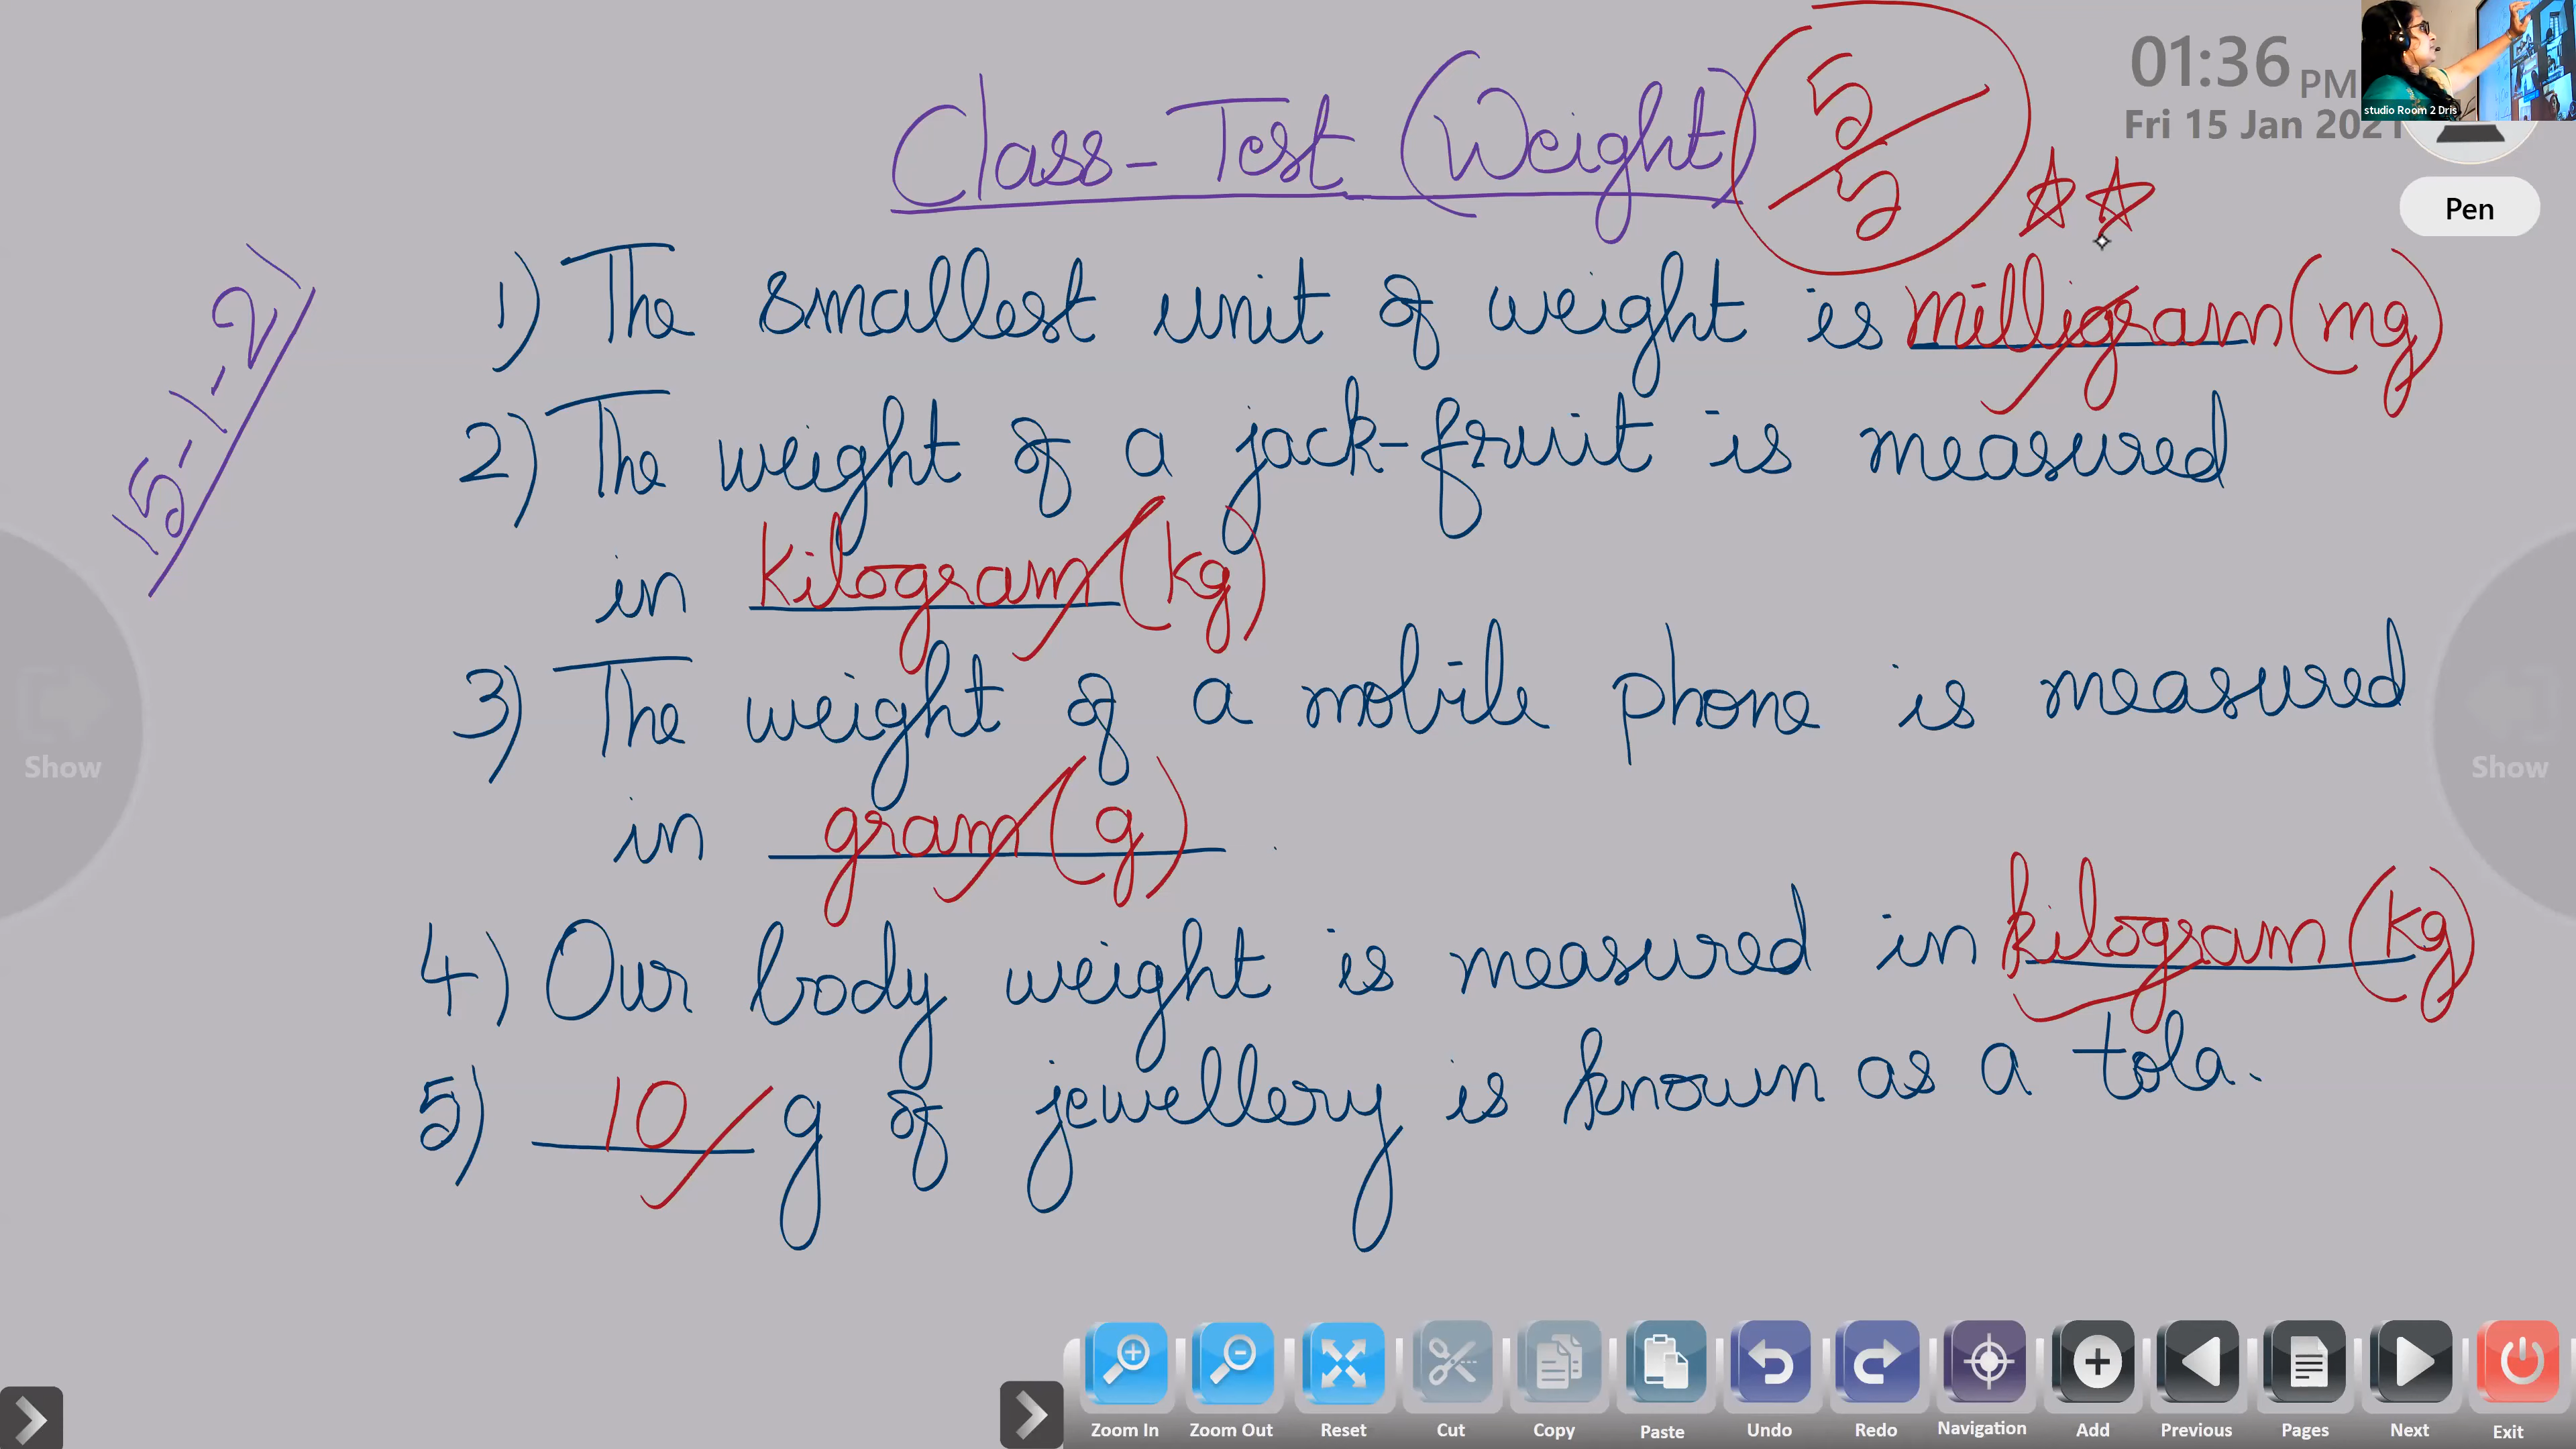 01:36 PM
Fri 15 Jan 2021
studio Room 2 Dris
Pen
Class-Test (Weight) 5/5
15-1-21
1) The smallest unit of weight is milligram (mg)
2) The weight of a jack-fruit is measured
in kilogram (kg)
3) The weight of a mobile phone is measured
in gram (g)
4) Our body weight is measured in kilogram (kg)
5) 10 g of jewellery is known as a tola.
Show
Show
Zoom In Zoom Out Reset Cut Copy Paste Undo Redo Navigation Add Previous Pages Next Exit